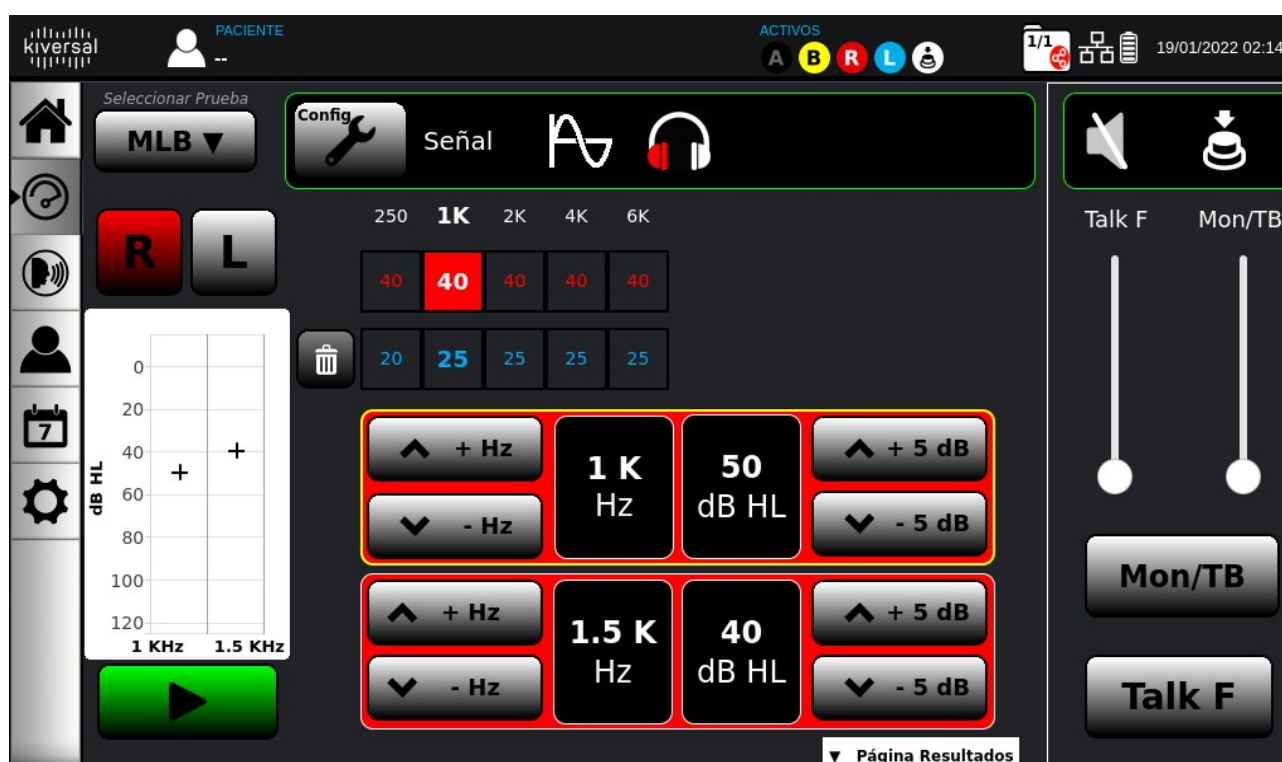 kiversal
PACIENTE
--
ACTIVOS
A B R L
1/1
19/01/2022 02:14
Seleccionar Prueba
MLB ▼
Config
Señal
Talk F Mon/TB
R L
250 1K 2K 4K 6K
40 40 40 40 40
20 25 25 25 25
7
dB HL
0
20
40
60
80
100
120
1 KHz 1.5 KHz
+ Hz
- Hz
1 K
Hz
50
dB HL
+ 5 dB
- 5 dB
+ Hz
- Hz
1.5 K
Hz
40
dB HL
+ 5 dB
- 5 dB
Mon/TB
Talk F
▼ Página Resultados